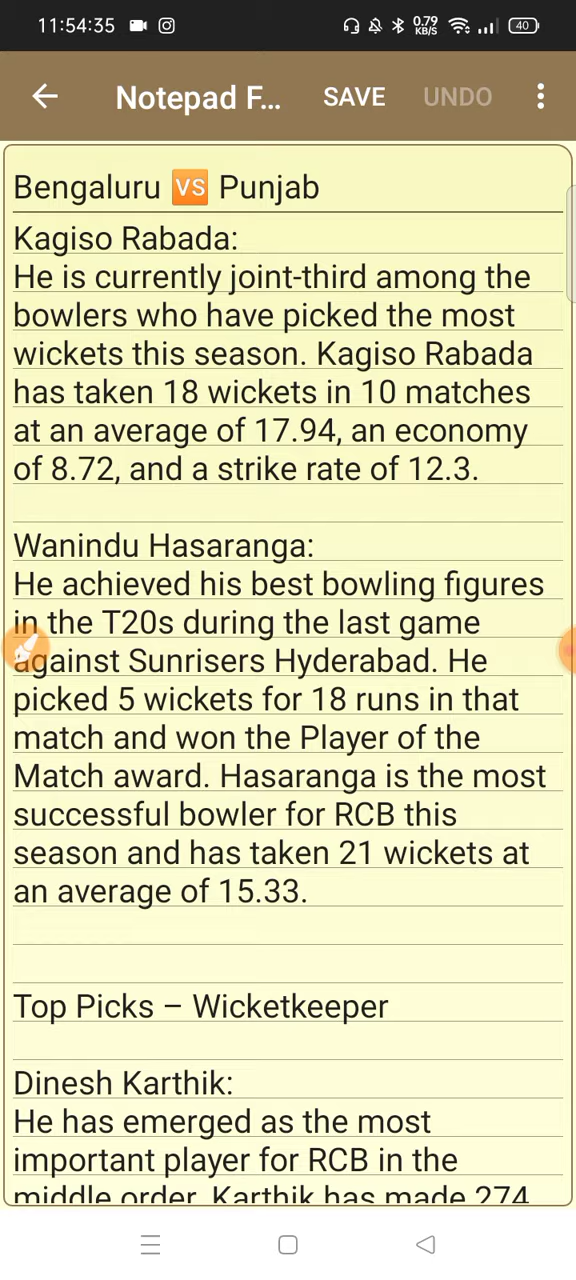 11:54:35 0.79 KB/S 40
Notepad F... SAVE UNDO
Bengaluru 🆚 Punjab
Kagiso Rabada:
He is currently joint-third among the
bowlers who have picked the most
wickets this season. Kagiso Rabada
has taken 18 wickets in 10 matches
at an average of 17.94, an economy
of 8.72, and a strike rate of 12.3.
Wanindu Hasaranga:
He achieved his best bowling figures
in the T20s during the last game
against Sunrisers Hyderabad. He
picked 5 wickets for 18 runs in that
match and won the Player of the
Match award. Hasaranga is the most
successful bowler for RCB this
season and has taken 21 wickets at
an average of 15.33.
Top Picks – Wicketkeeper
Dinesh Karthik:
He has emerged as the most
important player for RCB in the
middle order. Karthik has made 274